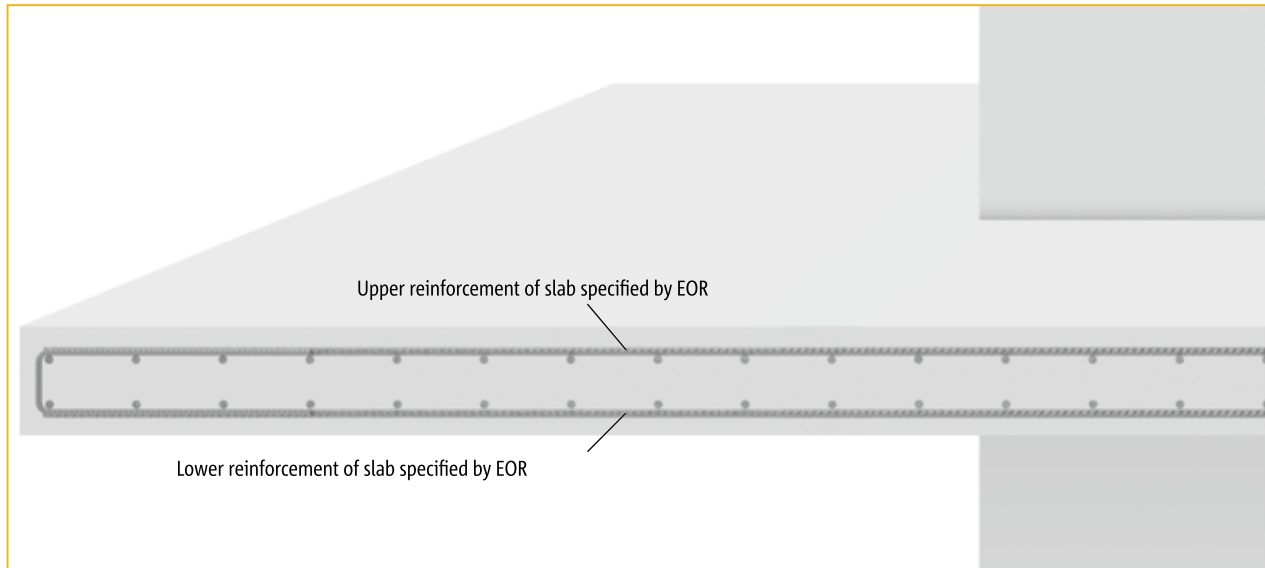 Upper reinforcement of slab specified by EOR
Lower reinforcement of slab specified by EOR